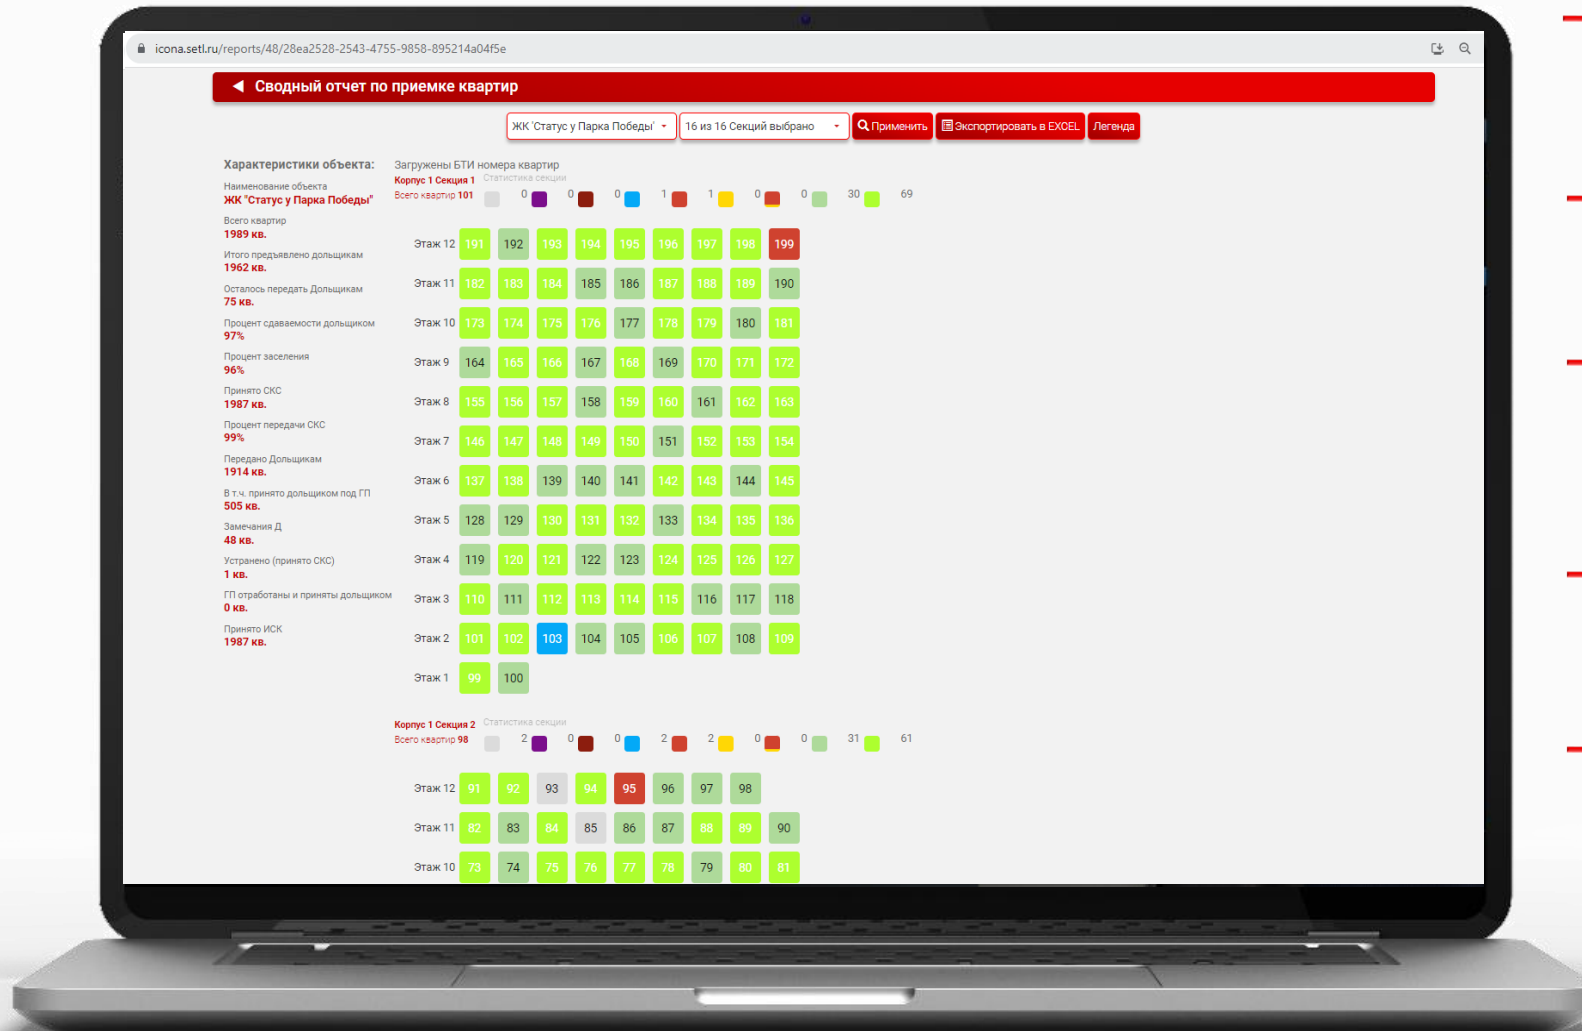 icona.setl.ru/reports/48/28ea2528-2543-4755-9858-895214a04f5e
Сводный отчет по приемке квартир
ЖК 'Статус у Парка Победы' 16 из 16 Секций выбрано Применить Экспортировать в EXCEL Легенда
Характеристики объекта:
Наименование объекта
ЖК "Статус у Парка Победы"
Всего квартир
1989 кв.
Итого предъявлено дольщикам
1962 кв.
Осталось передать Дольщикам
75 кв.
Процент сдаваемости дольщиком
97%
Процент заселения
96%
Принято СКС
1987 кв.
Процент передачи СКС
99%
Передано Дольщикам
1914 кв.
В т.ч. принято дольщиком под ГП
505 кв.
Замечания Д
48 кв.
Устранено (принято СКС)
1 кв.
ГП отработаны и приняты дольщиком
0 кв.
Принято ИСК
1987 кв.
Загружены БТИ номера квартир
Корпус 1 Секция 1 Статистика секции
Всего квартир 101 0 0 0 1 1 0 0 30 69
Этаж 12 191 192 193 194 195 196 197 198 199
Этаж 11 182 183 184 185 186 187 188 189 190
Этаж 10 173 174 175 176 177 178 179 180 181
Этаж 9 164 165 166 167 168 169 170 171 172
Этаж 8 155 156 157 158 159 160 161 162 163
Этаж 7 146 147 148 149 150 151 152 153 154
Этаж 6 137 138 139 140 141 142 143 144 145
Этаж 5 128 129 130 131 132 133 134 135 136
Этаж 4 119 120 121 122 123 124 125 126 127
Этаж 3 110 111 112 113 114 115 116 117 118
Этаж 2 101 102 103 104 105 106 107 108 109
Этаж 1 99 100
Корпус 1 Секция 2 Статистика секции
Всего квартир 98 2 0 0 2 2 0 0 31 61
Этаж 12 91 92 93 94 95 96 97 98
Этаж 11 82 83 84 85 86 87 88 89 90
Этаж 10 73 74 75 76 77 78 79 80 81